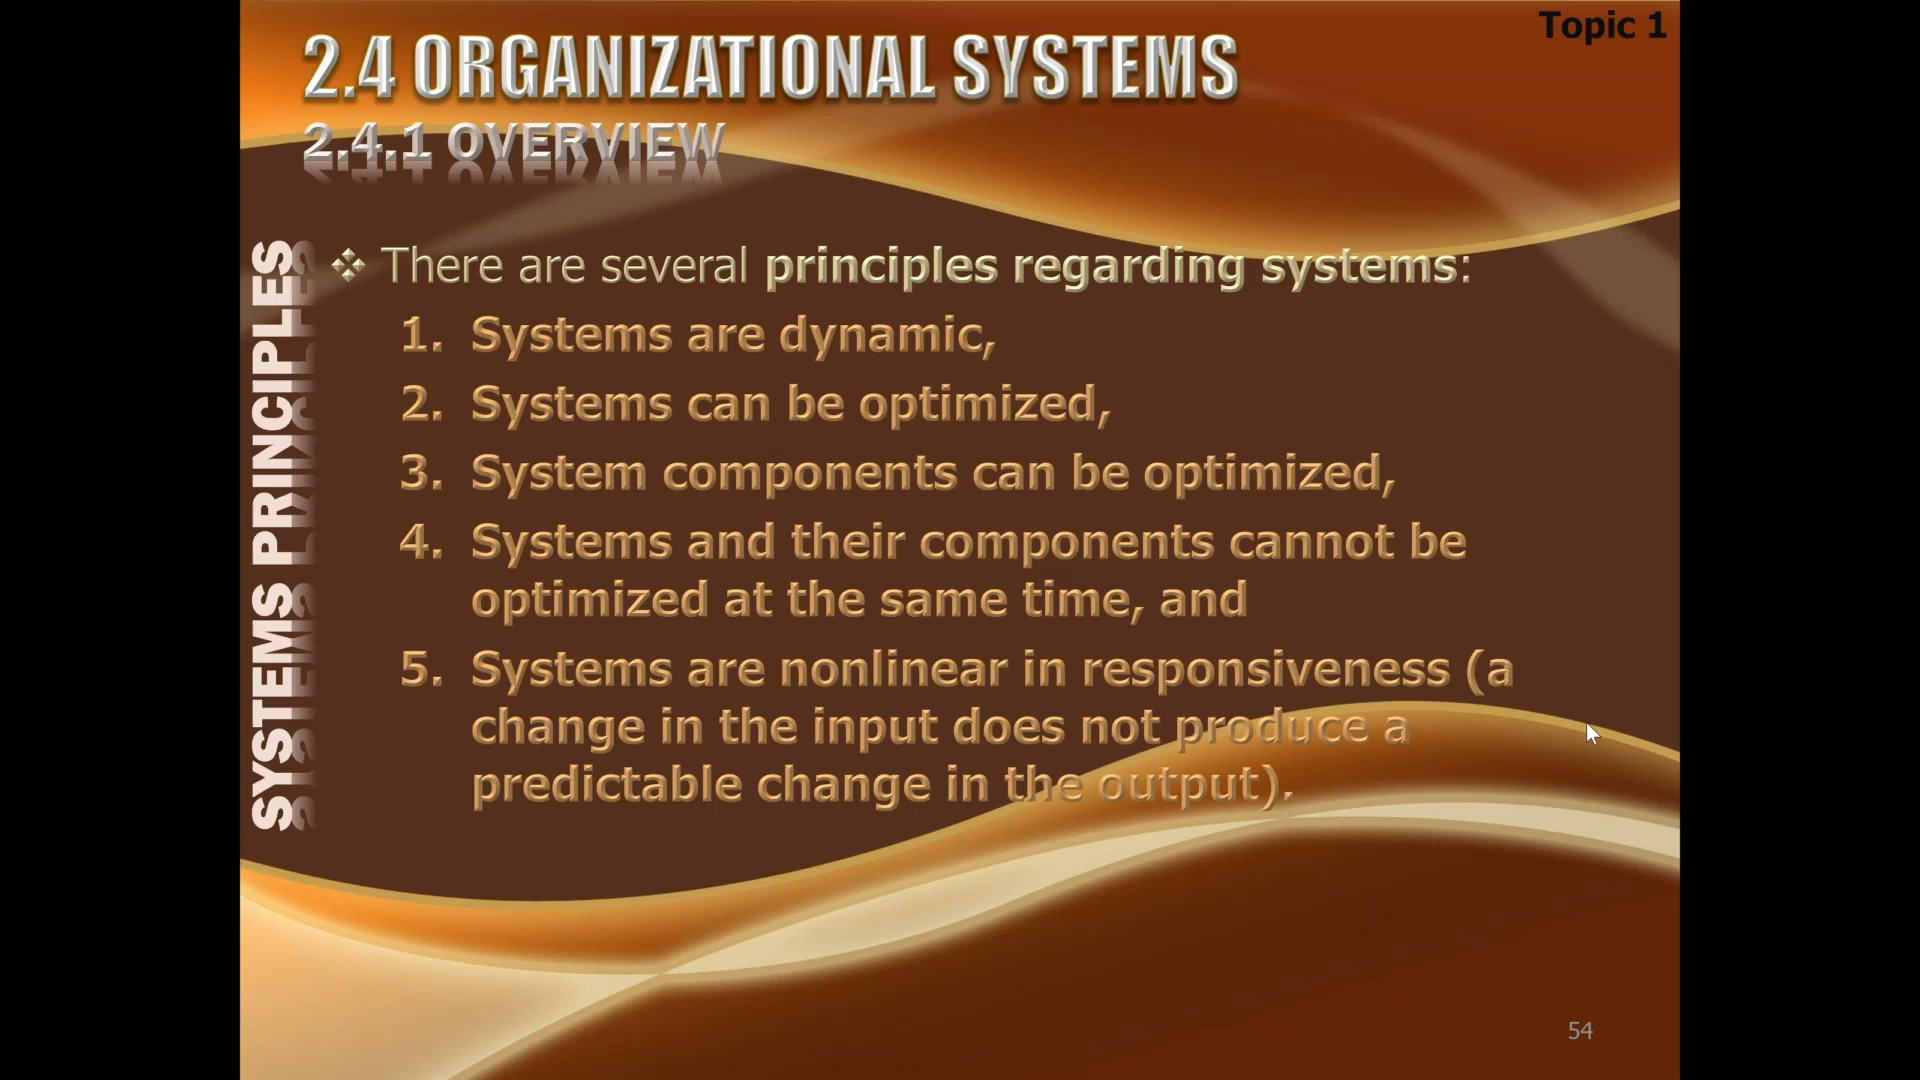 Topic 1
2.4 ORGANIZATIONAL SYSTEMS
2.4.1 OVERVIEW
SYSTEMS PRINCIPLES
❖ There are several principles regarding systems:
1. Systems are dynamic,
2. Systems can be optimized,
3. System components can be optimized,
4. Systems and their components cannot be
optimized at the same time, and
5. Systems are nonlinear in responsiveness (a
change in the input does not produce a
predictable change in the output).
54